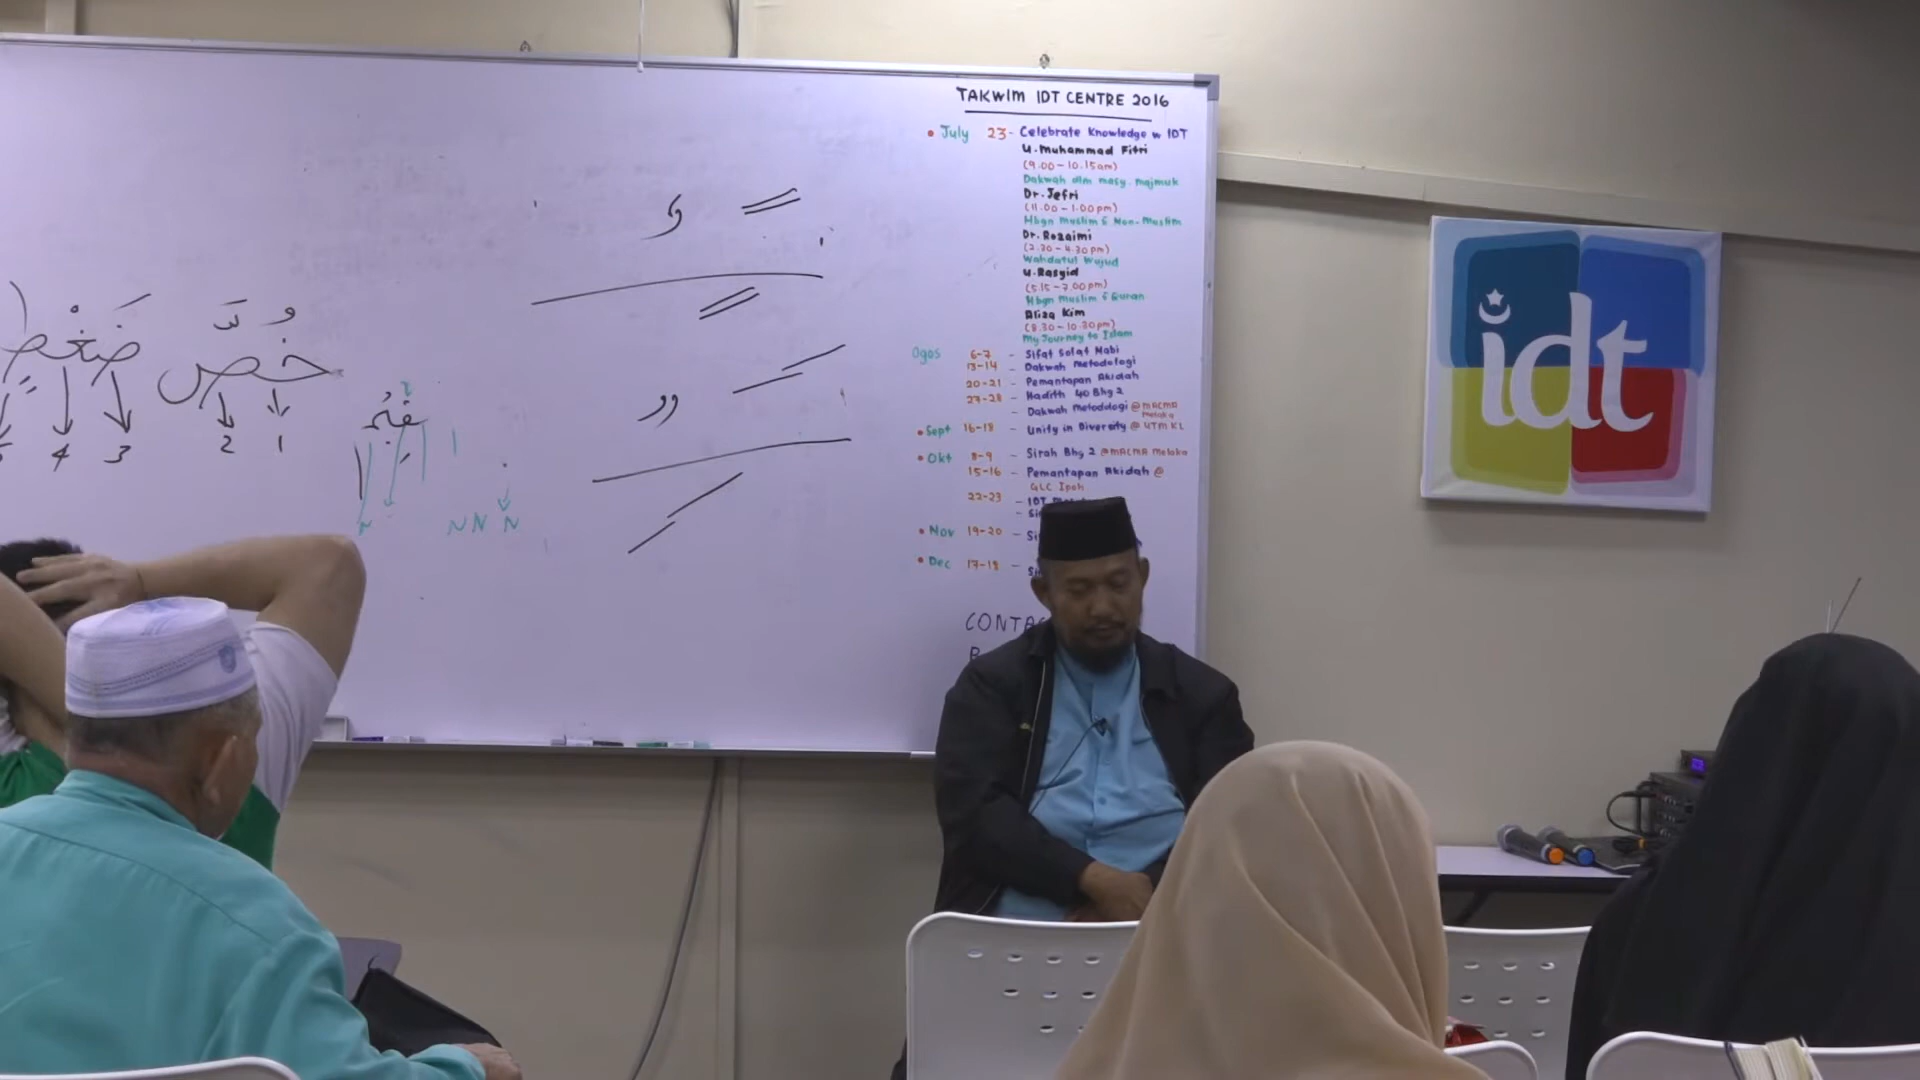 TAKWIM IDT CENTRE 2016
• July 23- Celebrate Knowledge w IDT
U. Muhammad Fitri
(9.00-10.15am)
Dakwah dlm masy. majmuk
Dr. Jefri
(11.00-1.00pm)
Hbgn Muslim & Non-Muslim
Dr. Rozaimi
(2.30-4.30pm)
Wahdatul Wujud
U. Rasyid
(5.15-7.00pm)
Hbgn Muslim & Quran
Aliza Kim
(8.30-10.30pm)
My Journey to Islam
Ogos 6-7 - Sifat Solat Nabi
13-14 - Dakwah Metodologi
20-21 - Pemantapan Akidah
27-28 - Hadith 40 Bhg 2
- Dakwah Metodologi @MACMA Melaka
• Sept 16-18 - Unity in Diversity @ UTM KL
• Okt 8-9 - Sirah Bhg 2 @MACMA Melaka
15-16 - Pemantapan Akidah @
GLC Ipoh
22-23 - IDT
- Si
• Nov 19-20 - Si
• Dec 17-18 -
CONTA
idt
خُصَّ ضَغْطٍ
5 4 3 2 1
N N N N